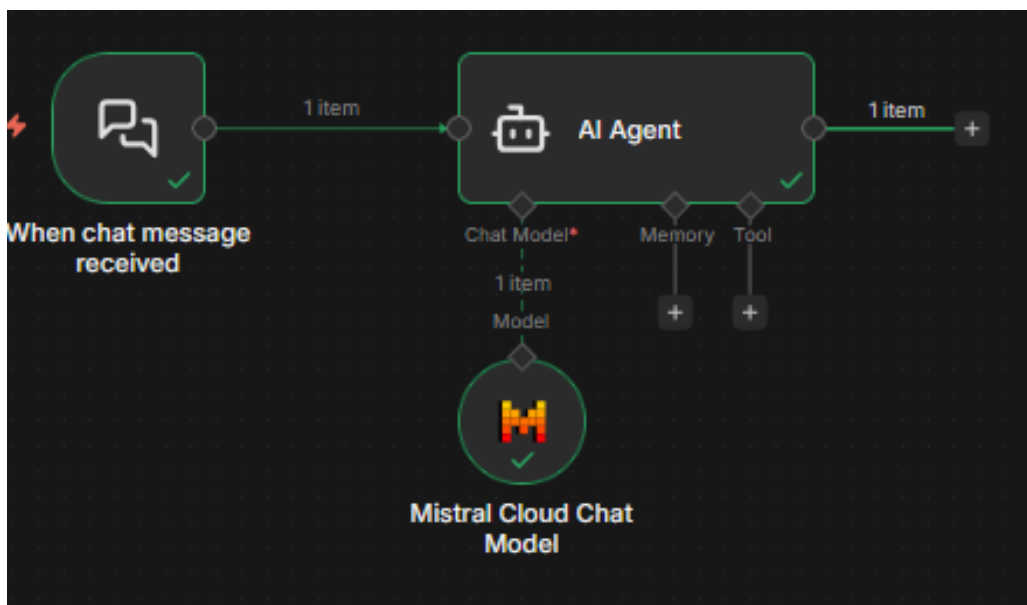 1 item
1 item
AI Agent
When chat message
received
Chat Model*
Memory
Tool
1 item
Model
Mistral Cloud Chat
Model